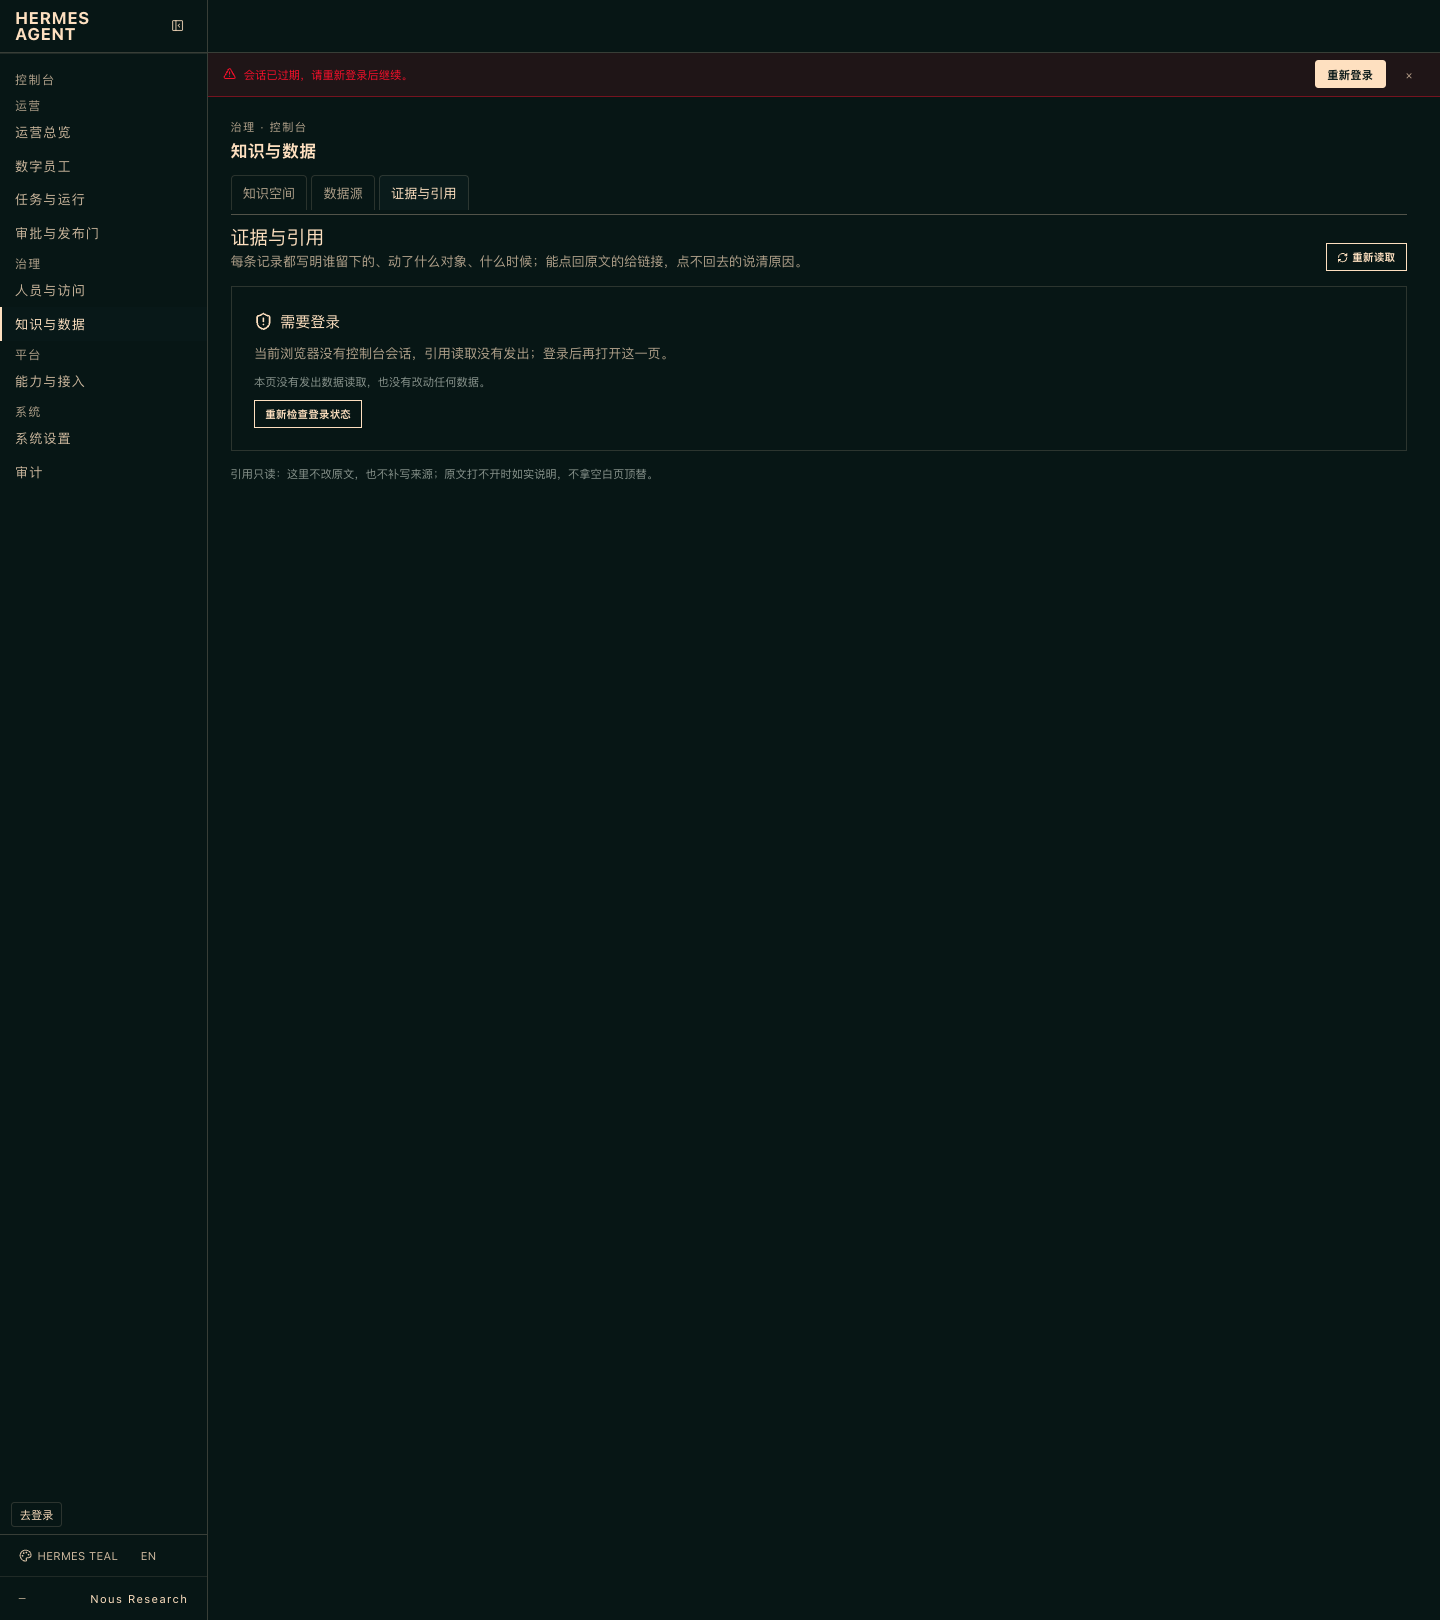 HERMES
AGENT
控制台
运营
运营总览
数字员工
任务与运行
审批与发布门
治理
人员与访问
知识与数据
平台
能力与接入
系统
系统设置
审计
去登录
HERMES TEAL EN
— Nous Research
会话已过期，请重新登录后继续。
重新登录 ×
治理 · 控制台
知识与数据
知识空间 数据源 证据与引用
证据与引用
每条记录都写明谁留下的、动了什么对象、什么时候；能点回原文的给链接，点不回去的说清原因。
重新读取
需要登录
当前浏览器没有控制台会话，引用读取没有发出；登录后再打开这一页。
本页没有发出数据读取，也没有改动任何数据。
重新检查登录状态
引用只读：这里不改原文，也不补写来源；原文打不开时如实说明，不拿空白页顶替。